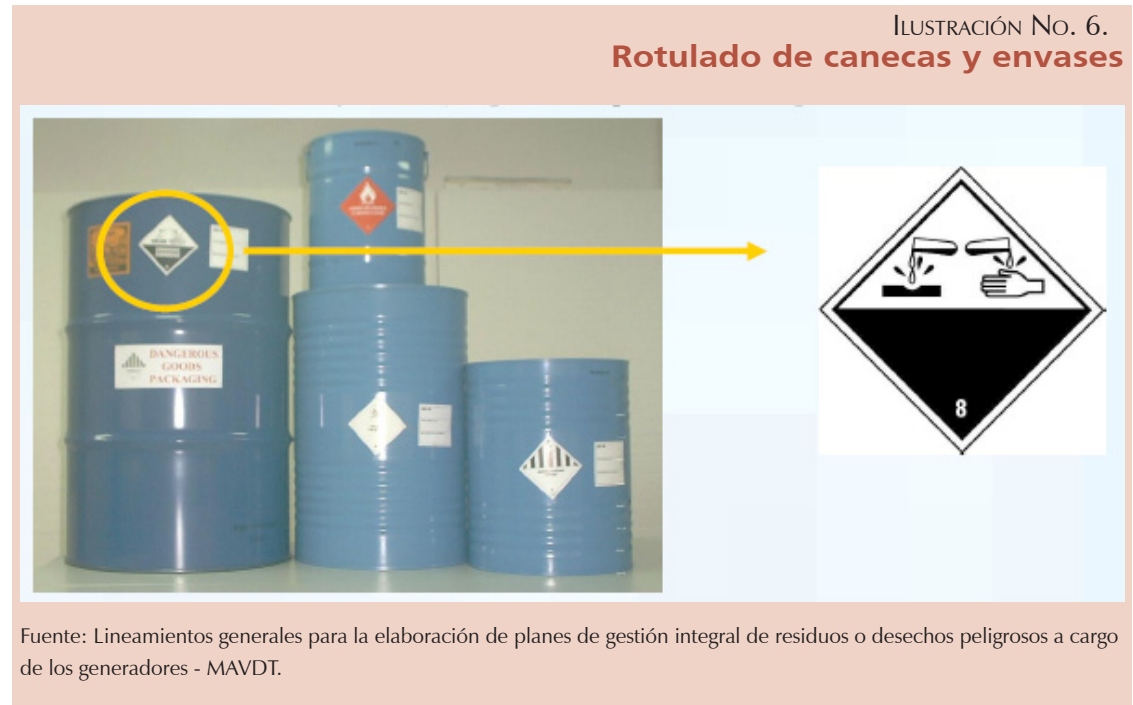 Ilustración No. 6.
Rotulado de canecas y envases
DANGEROUS
GOODS
PACKAGING
8
Fuente: Lineamientos generales para la elaboración de planes de gestión integral de residuos o desechos peligrosos a cargo
de los generadores - MAVDT.